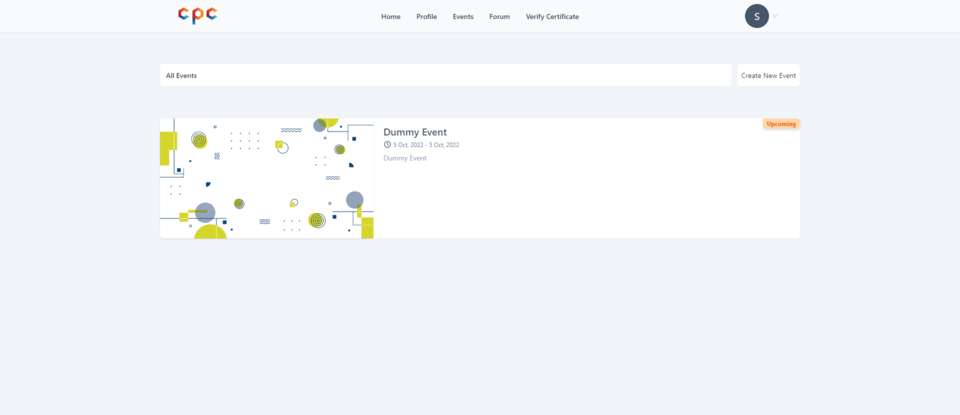 cpc
Home Profile Events Forum Verify Certificate
S
All Events
Create New Event
Upcoming
Dummy Event
5 Oct, 2022 - 5 Oct, 2022
Dummy Event